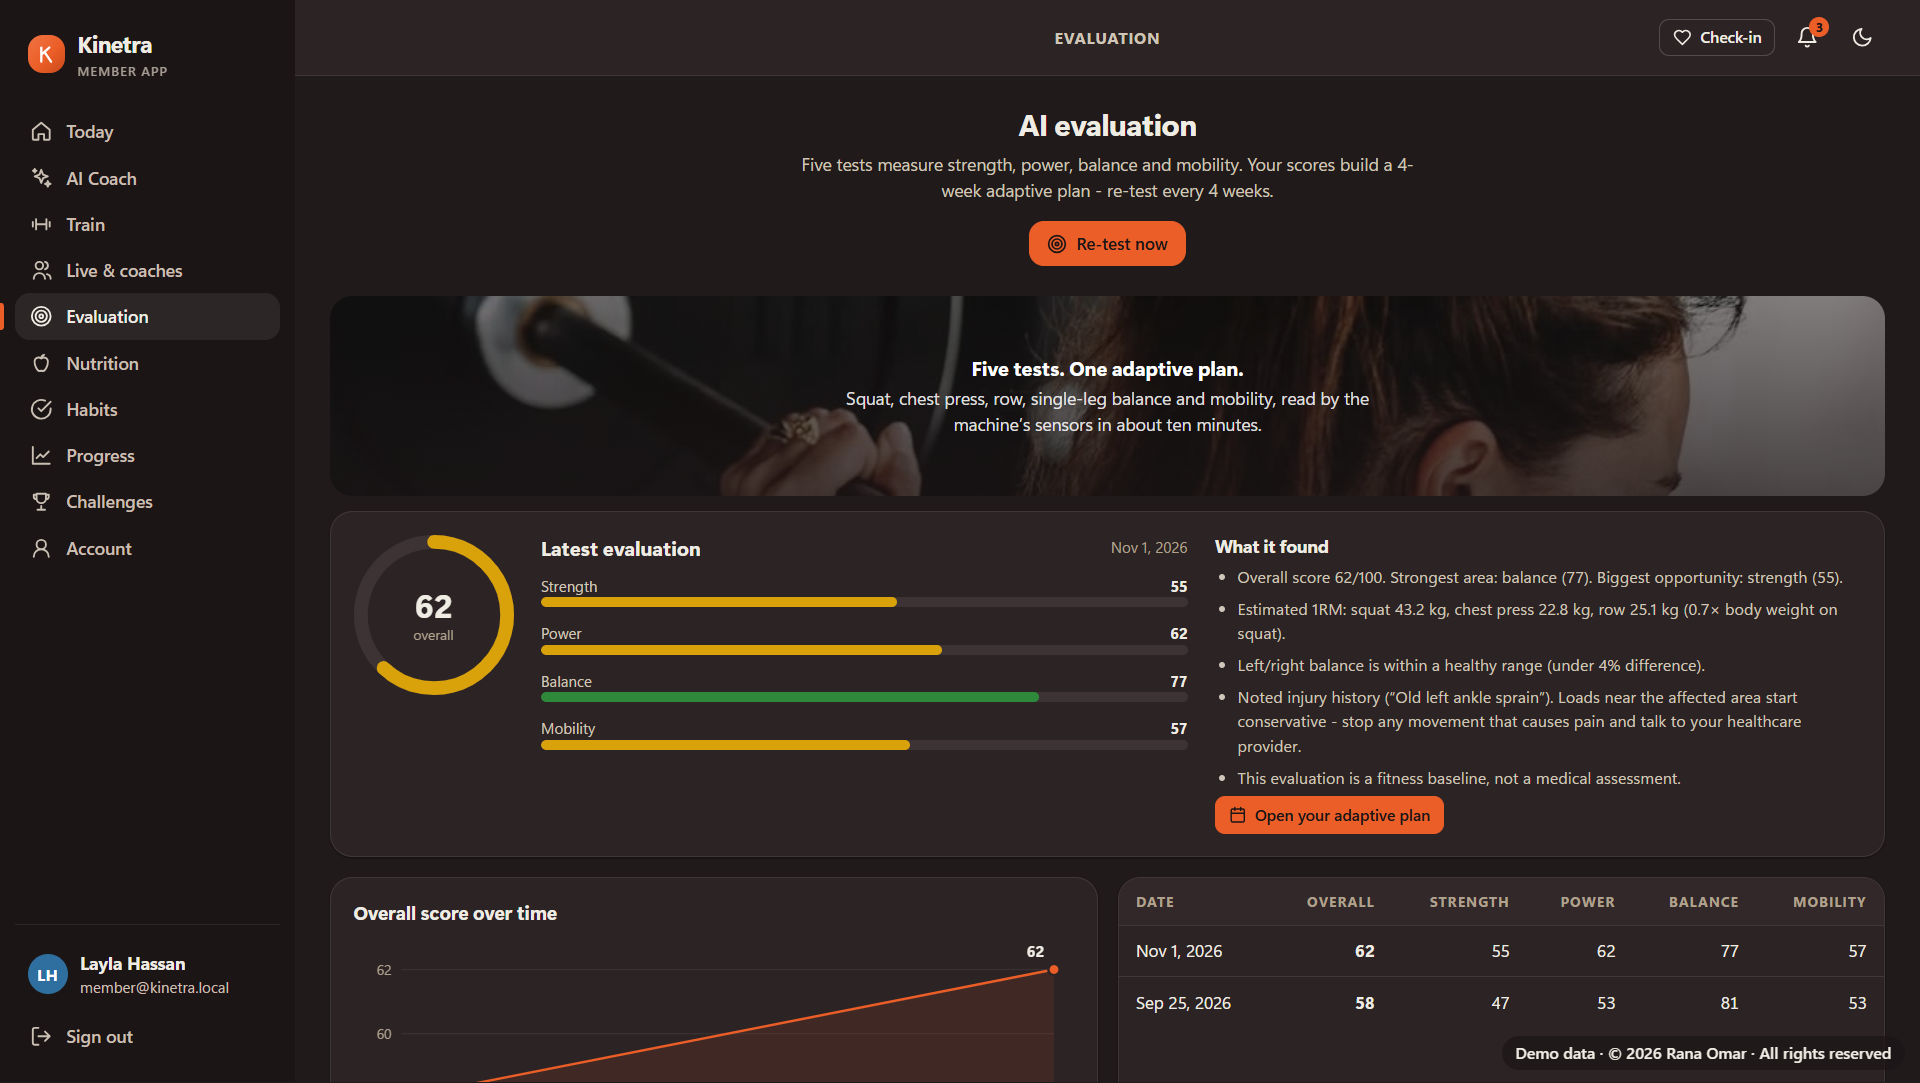 K
Kinetra
MEMBER APP
Today
AI Coach
Train
Live & coaches
Evaluation
Nutrition
Habits
Progress
Challenges
Account
LH
Layla Hassan
member@kinetra.local
Sign out
EVALUATION
Check-in
3
AI evaluation
Five tests measure strength, power, balance and mobility. Your scores build a 4-
week adaptive plan - re-test every 4 weeks.
Re-test now
Five tests. One adaptive plan.
Squat, chest press, row, single-leg balance and mobility, read by the
machine’s sensors in about ten minutes.
62
overall
Latest evaluation
Nov 1, 2026
Strength 55
Power 62
Balance 77
Mobility 57
What it found
Overall score 62/100. Strongest area: balance (77). Biggest opportunity: strength (55).
Estimated 1RM: squat 43.2 kg, chest press 22.8 kg, row 25.1 kg (0.7× body weight on
squat).
Left/right balance is within a healthy range (under 4% difference).
Noted injury history ("Old left ankle sprain"). Loads near the affected area start
conservative - stop any movement that causes pain and talk to your healthcare
provider.
This evaluation is a fitness baseline, not a medical assessment.
Open your adaptive plan
Overall score over time
62
62
60
DATE OVERALL STRENGTH POWER BALANCE MOBILITY
Nov 1, 2026 62 55 62 77 57
Sep 25, 2026 58 47 53 81 53
Demo data · © 2026 Rana Omar · All rights reserved